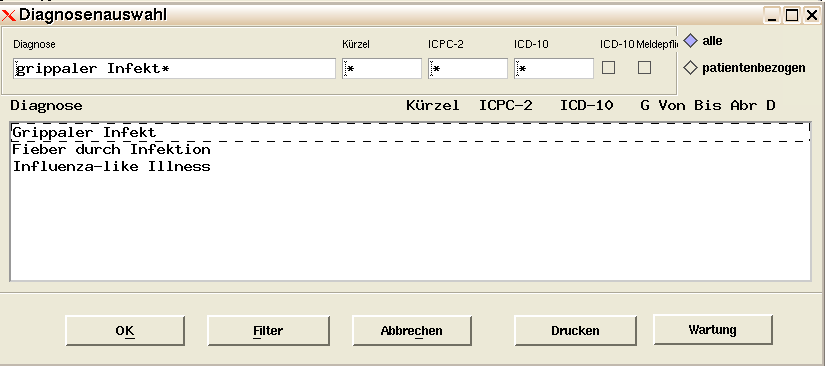 Diagnosenauswahl
Diagnose Kürzel ICPC-2 ICD-10 ICD-10 Meldepfli
alle
grippaler Infekt* * * *
patientenbezogen
Diagnose Kürzel ICPC-2 ICD-10 G Von Bis Abr D
Grippaler Infekt
Fieber durch Infektion
Influenza-like Illness
OK Filter Abbrechen Drucken Wartung